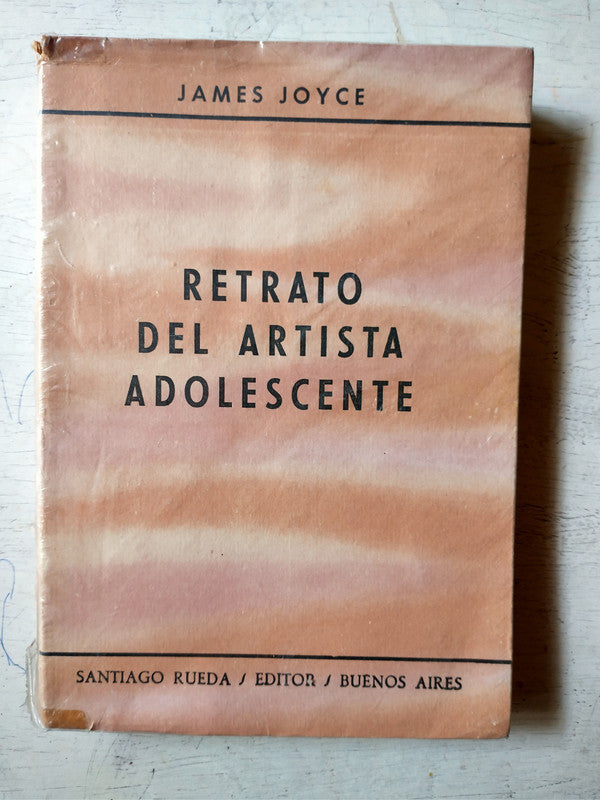 JAMES JOYCE
RETRATO
DEL ARTISTA
ADOLESCENTE
SANTIAGO RUEDA / EDITOR / BUENOS AIRES